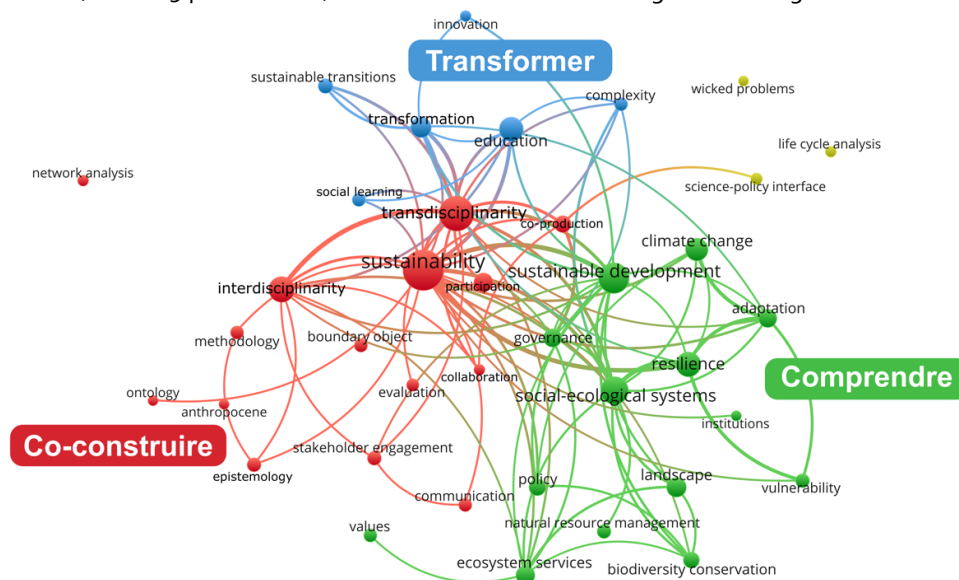 innovation
Transformer
sustainable transitions
wicked problems
complexity
transformation
education
life cycle analysis
network analysis
science-policy interface
social learning
transdisciplinarity
co-production
climate change
sustainability
sustainable development
interdisciplinarity
participation
adaptation
methodology
boundary object
governance
resilience
Comprendre
collaboration
evaluation
social-ecological systems
ontology
anthropocene
institutions
Co-construire
stakeholder engagement
epistemology
policy
landscape
vulnerability
communication
values
natural resource management
ecosystem services
biodiversity conservation